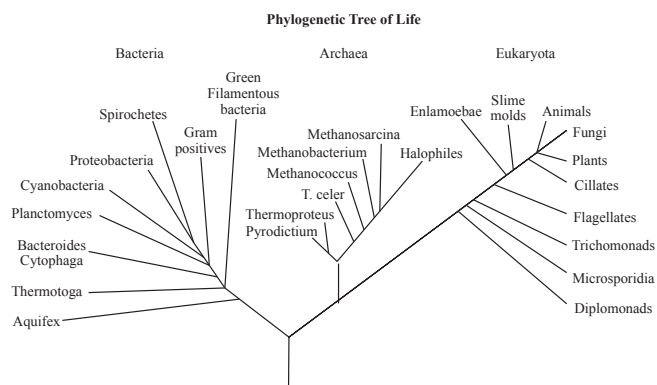 Phylogenetic Tree of Life
Bacteria
Archaea
Eukaryota
Green
Filamentous
bacteria
Spirochetes
Gram
positives
Proteobacteria
Cyanobacteria
Planctomyces
Bacteroides
Cytophaga
Thermotoga
Aquifex
Methanosarcina
Methanobacterium
Halophiles
Methanococcus
T. celer
Thermoproteus
Pyrodictium
Enlamoebae
Slime
molds
Animals
Fungi
Plants
Cillates
Flagellates
Trichomonads
Microsporidia
Diplomonads